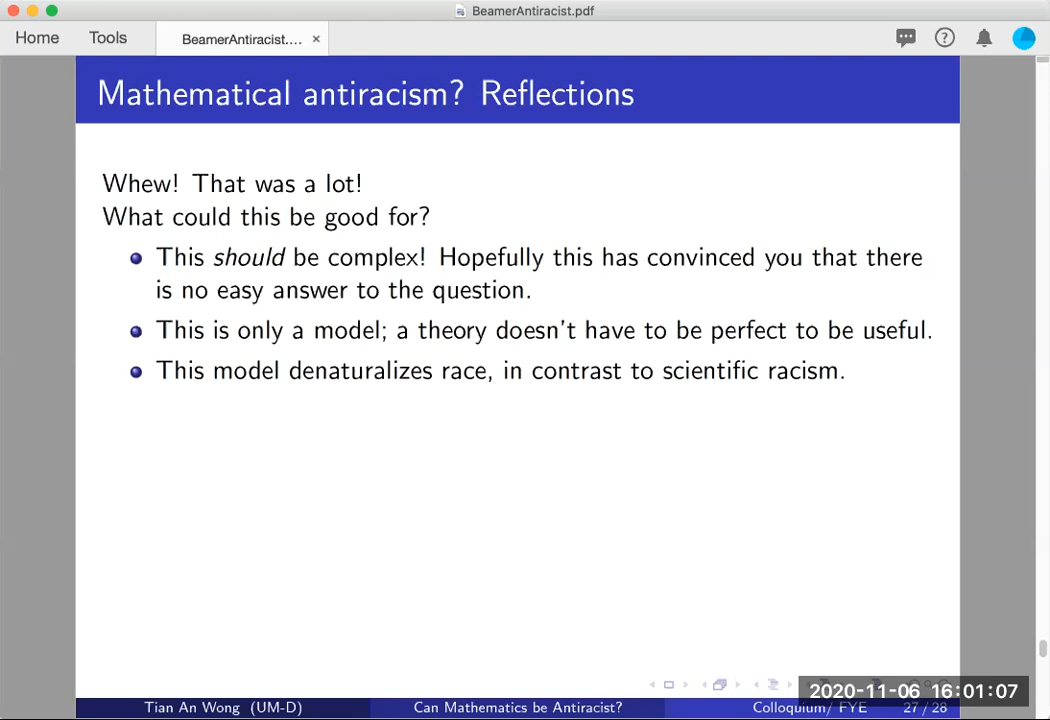 BeamerAntiracist.pdf
Home Tools BeamerAntiracist.... ×
Mathematical antiracism? Reflections
Whew! That was a lot!
What could this be good for?
This should be complex! Hopefully this has convinced you that there
is no easy answer to the question.
This is only a model; a theory doesn't have to be perfect to be useful.
This model denaturalizes race, in contrast to scientific racism.
2020-11-06 16:01:07
Tian An Wong (UM-D) Can Mathematics be Antiracist? Colloquium/ FYE 27 / 28